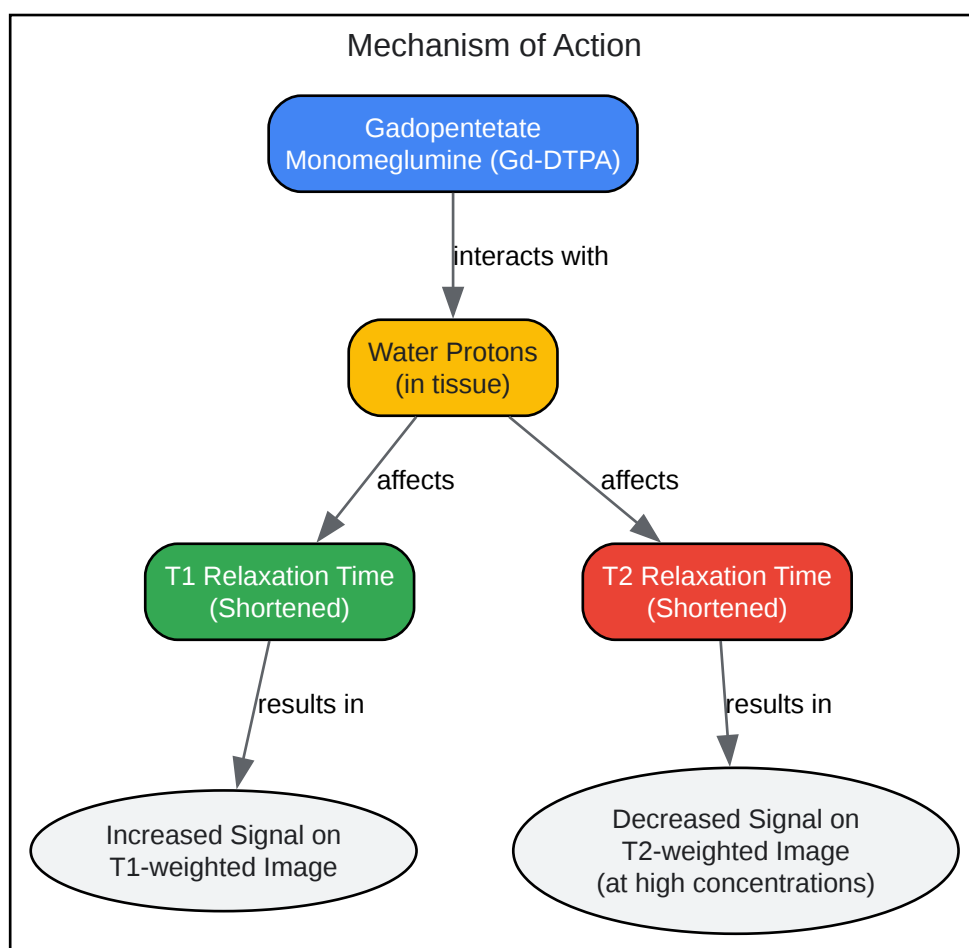 Mechanism of Action
Gadopentetate
Monomeglumine (Gd-DTPA)
interacts with
Water Protons
(in tissue)
affects
affects
T1 Relaxation Time
(Shortened)
T2 Relaxation Time
(Shortened)
results in
results in
Increased Signal on
T1-weighted Image
Decreased Signal on
T2-weighted Image
(at high concentrations)